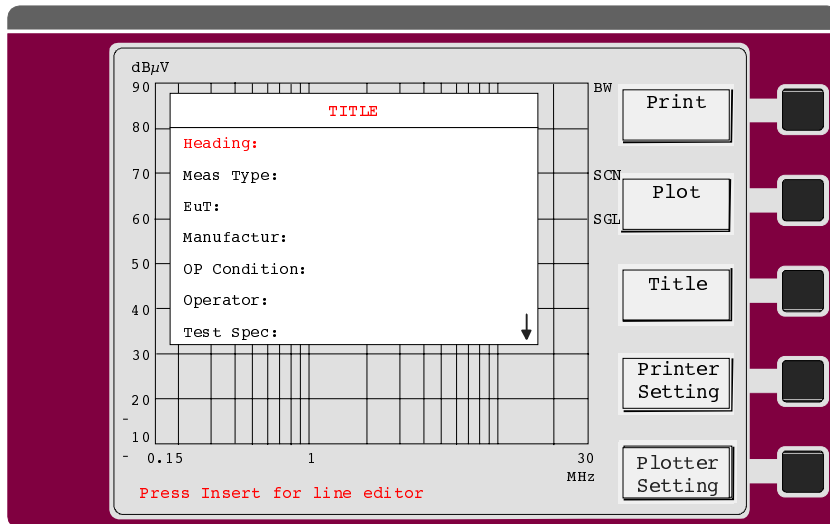 dBµV
90
80
70
60
50
40
30
20
-
10
-
0.15
1
30
MHz
TITLE
Heading:
Meas Type:
EuT:
Manufactur:
OP Condition:
Operator:
Test Spec:
BW
SCN
SGL
Print
Plot
Title
Printer
Setting
Plotter
Setting
Press Insert for line editor